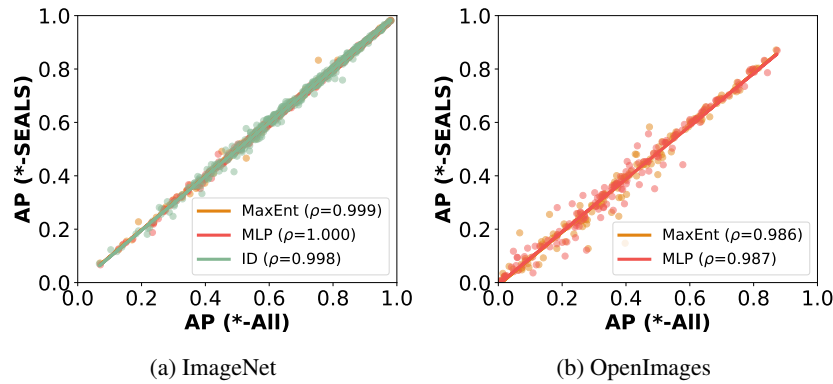 1.0
0.8
0.6
0.4
0.2
0.0
AP (*-SEALS)
MaxEnt (ρ=0.999)
MLP (ρ=1.000)
ID (ρ=0.998)
0.0 0.2 0.4 0.6 0.8 1.0
AP (*-All)
(a) ImageNet
1.0
0.8
0.6
0.4
0.2
0.0
AP (*-SEALS)
MaxEnt (ρ=0.986)
MLP (ρ=0.987)
0.0 0.2 0.4 0.6 0.8 1.0
AP (*-All)
(b) OpenImages